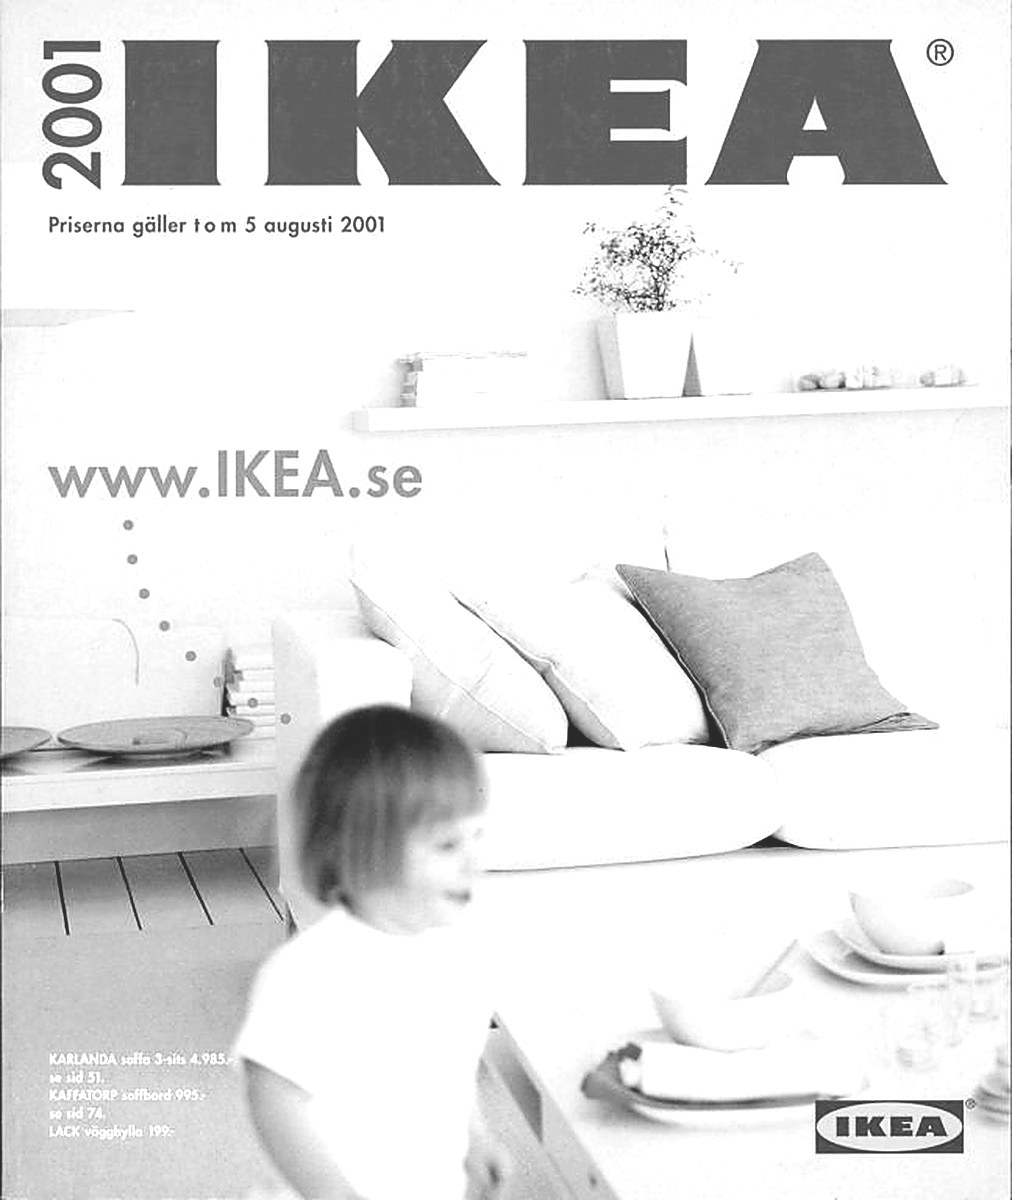 2001
IKEA®
Priserna gäller t o m 5 augusti 2001
www.IKEA.se
KARLANDA soffa 3-sits 4.985:-
se sid 51.
KAFFATORP soffbord 995:-
se sid 74.
LACK vägghylla 199:-
IKEA®